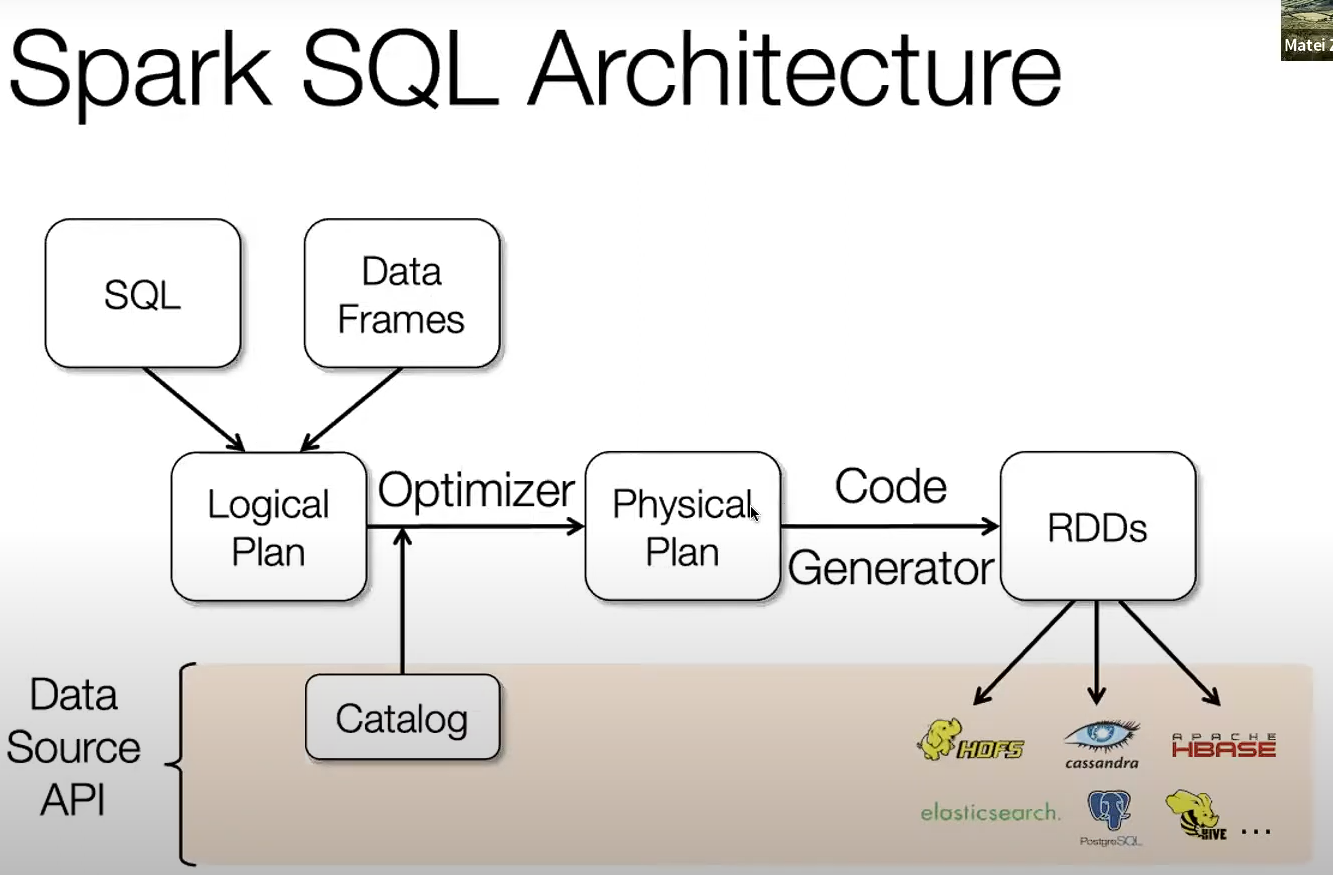 Spark SQL Architecture
Matei
SQL
Data
Frames
Logical
Plan
Optimizer
Physical
Plan
Code
Generator
RDDs
Data
Source
API
Catalog
HDFS
cassandra
APACHE
HBASE
elasticsearch.
PostgreSQL
HIVE
...